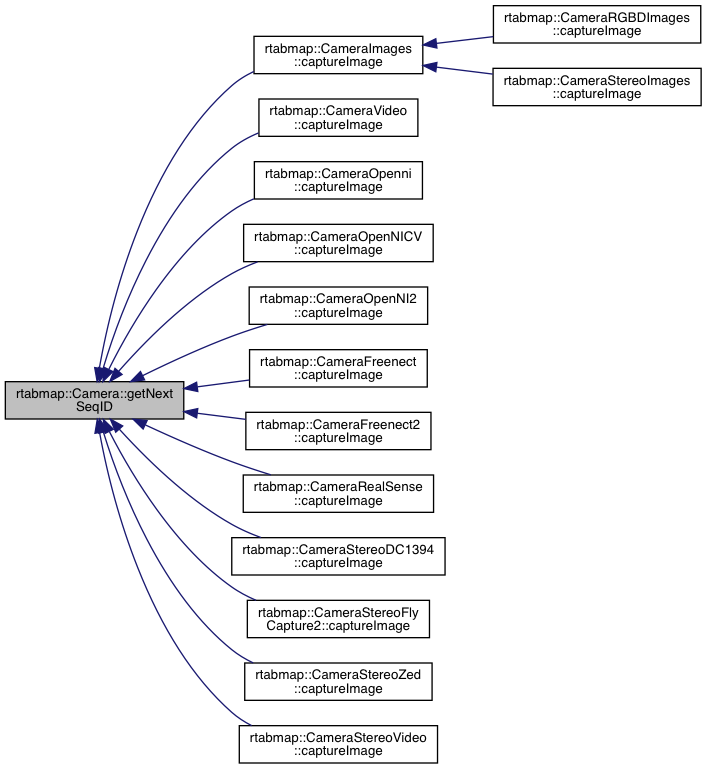 rtabmap::CameraRGBDImages
::captureImage
rtabmap::CameraImages
::captureImage
rtabmap::CameraStereoImages
::captureImage
rtabmap::CameraVideo
::captureImage
rtabmap::CameraOpenni
::captureImage
rtabmap::CameraOpenNICV
::captureImage
rtabmap::CameraOpenNI2
::captureImage
rtabmap::CameraFreenect
::captureImage
rtabmap::Camera::getNext
SeqID
rtabmap::CameraFreenect2
::captureImage
rtabmap::CameraRealSense
::captureImage
rtabmap::CameraStereoDC1394
::captureImage
rtabmap::CameraStereoFly
Capture2::captureImage
rtabmap::CameraStereoZed
::captureImage
rtabmap::CameraStereoVideo
::captureImage